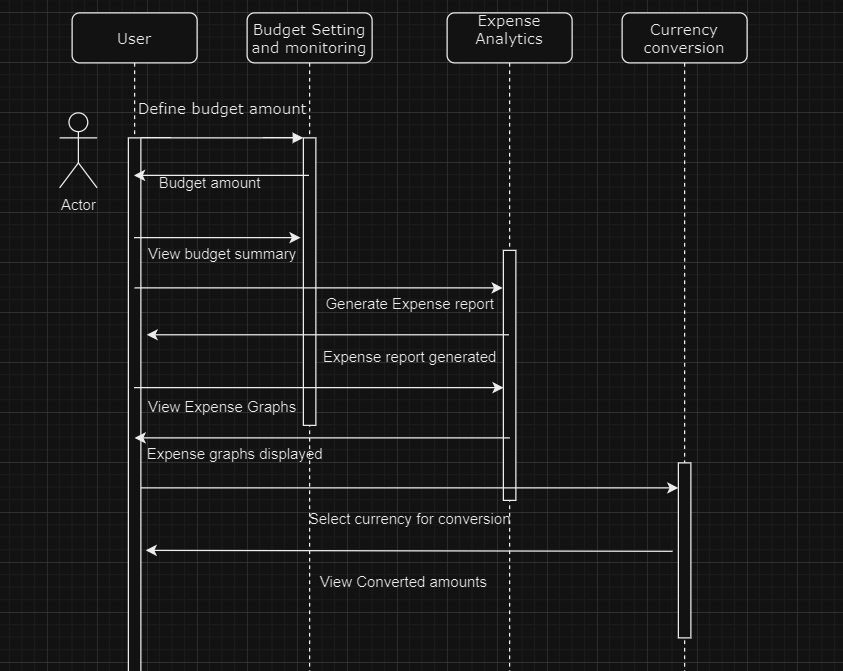 User
Budget Setting
and monitoring
Expense
Analytics
Currency
conversion
Define budget amount
Budget amount
Actor
View budget summary
Generate Expense report
Expense report generated
View Expense Graphs
Expense graphs displayed
Select currency for conversion
View Converted amounts